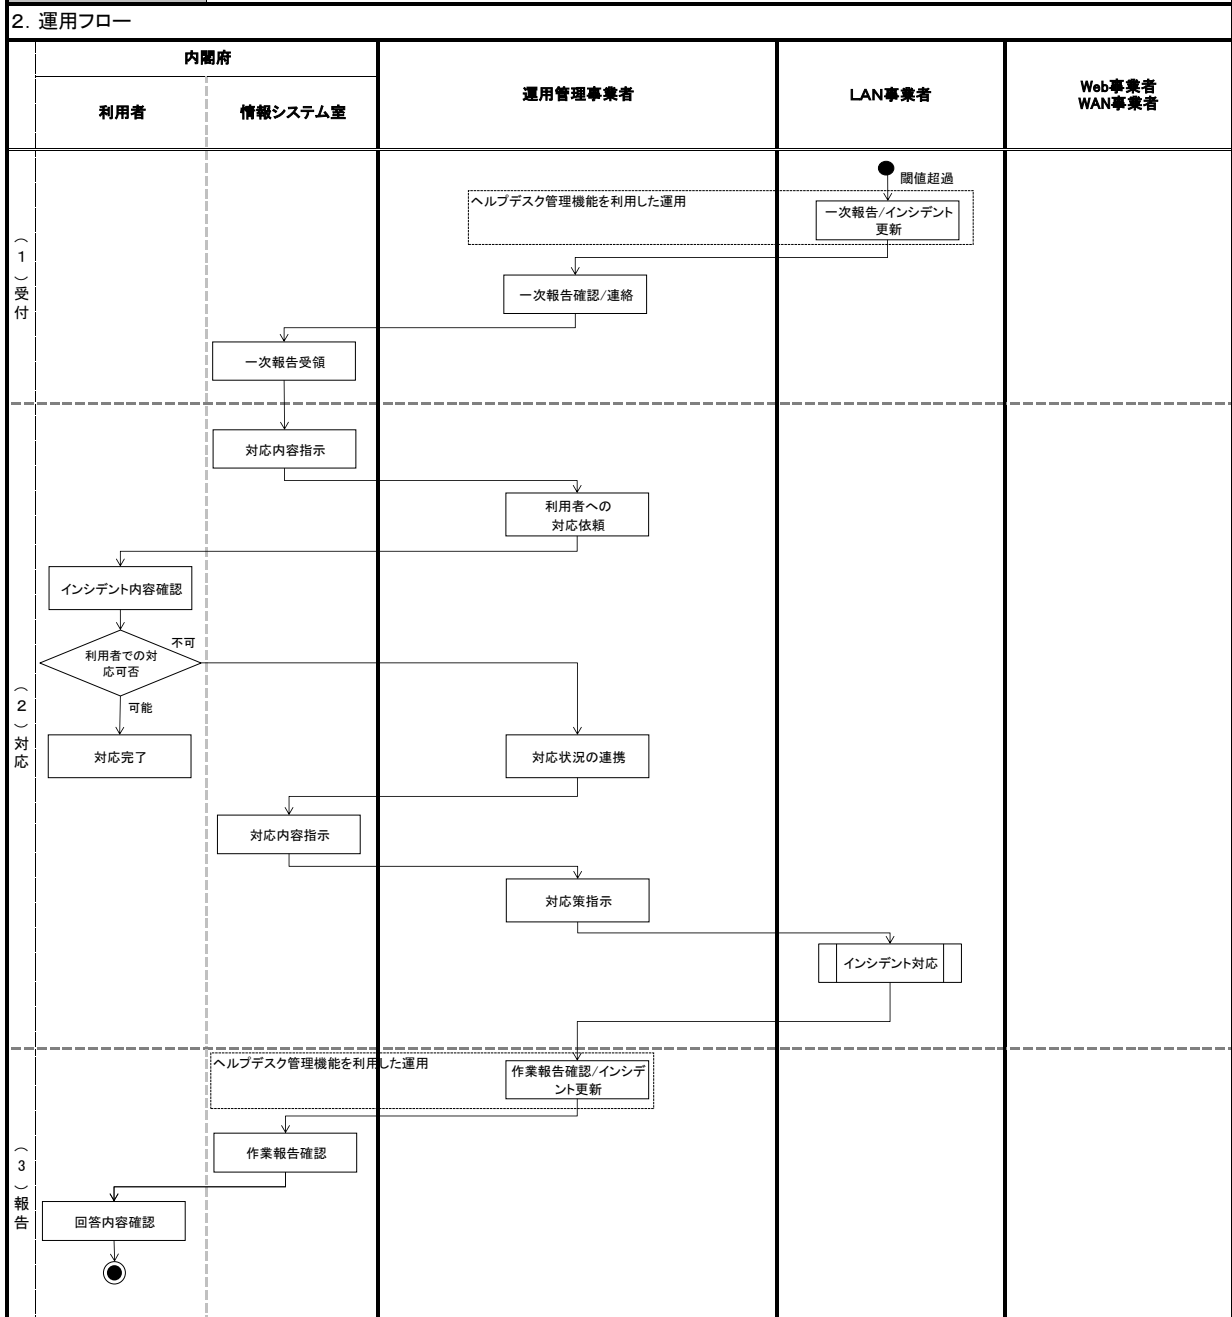 2．運用フロー
内閣府
利用者
情報システム室
運用管理事業者
LAN事業者
Web事業者
WAN事業者
（1）受付
閾値超過
ヘルプデスク管理機能を利用した運用
一次報告/インシデント
更新
一次報告確認/連絡
一次報告受領
（2）対応
対応内容指示
利用者への
対応依頼
インシデント内容確認
利用者での対
応可否
不可
可能
対応完了
対応状況の連携
対応内容指示
対応策指示
インシデント対応
（3）報告
ヘルプデスク管理機能を利用した運用
作業報告確認/インシデ
ント更新
作業報告確認
回答内容確認